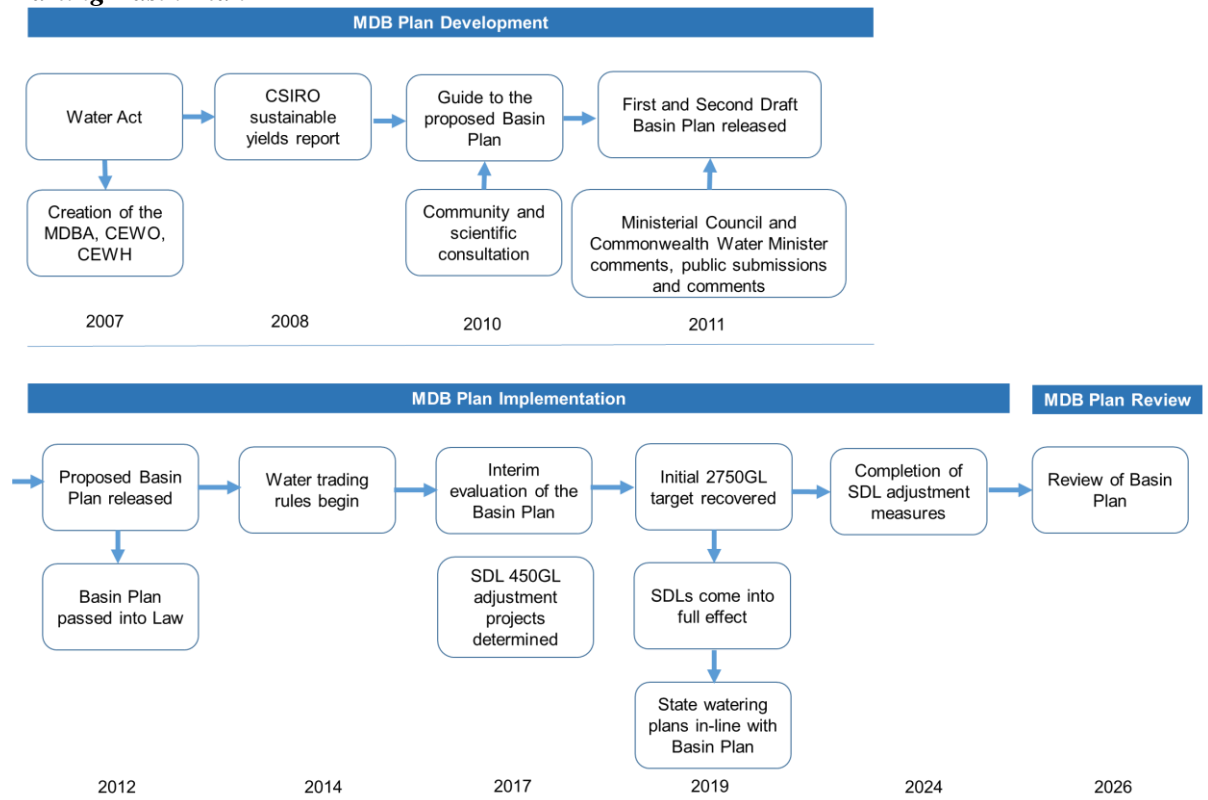 MDB Plan Development
Water Act
CSIRO
sustainable
yields report
Guide to the
proposed Basin
Plan
First and Second Draft
Basin Plan released
Creation of the
MDBA, CEWO,
CEWH
Community and
scientific
consultation
Ministerial Council and
Commonwealth Water Minister
comments, public submissions
and comments
2007
2008
2010
2011
MDB Plan Implementation
MDB Plan Review
Proposed Basin
Plan released
Water trading
rules begin
Interim
evaluation of the
Basin Plan
Initial 2750GL
target recovered
Completion of
SDL adjustment
measures
Review of Basin
Plan
Basin Plan
passed into Law
SDL 450GL
adjustment
projects
determined
SDLs come into
full effect
State watering
plans in-line with
Basin Plan
2012
2014
2017
2019
2024
2026